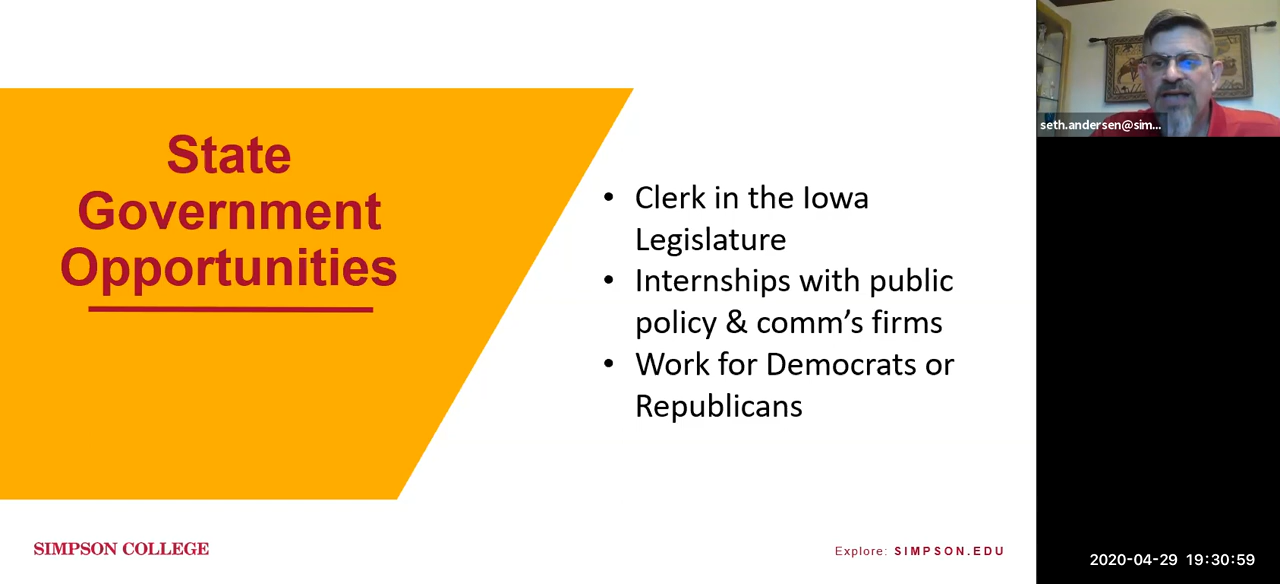 State
Government
Opportunities
• Clerk in the Iowa
Legislature
• Internships with public
policy & comm’s firms
• Work for Democrats or
Republicans
SIMPSON COLLEGE
Explore: SIMPSON.EDU
seth.andersen@sim...
2020-04-29 19:30:59